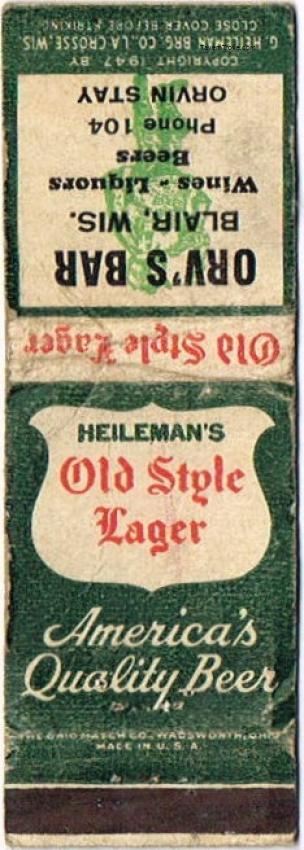 ORV'S BAR
BLAIR, WIS.
Wines - Liquors
Beers
Phone 104
ORVIN STAY
COPYRIGHT 1947 BY
G. HEILEMAN BRG. CO., LA CROSSE, WIS.
CLOSE COVER BEFORE STRIKING
Old Style Lager
HEILEMAN'S
Old Style
Lager
America's
Quality Beer
THE OHIO MATCH CO., WADSWORTH, OHIO
MADE IN U.S.A.